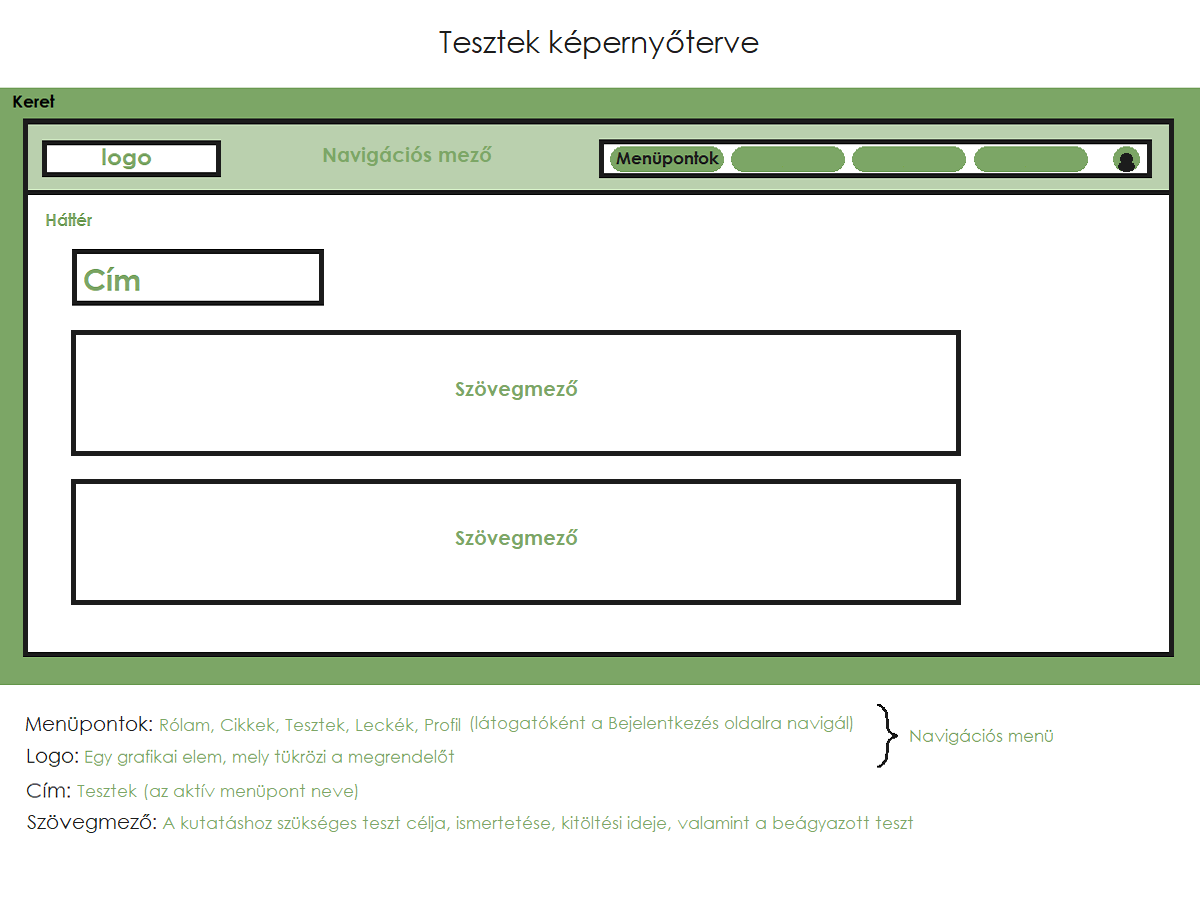 Tesztek képernyőterve
Keret
logo
Navigációs mező
Menüpontok
Háttér
Cím
Szövegmező
Szövegmező
Menüpontok: Rólam, Cikkek, Tesztek, Leckék, Profil (látogatóként a Bejelentkezés oldalra navigál)
Navigációs menü
Logo: Egy grafikai elem, mely tükrözi a megrendelőt
Cím: Tesztek (az aktív menüpont neve)
Szövegmező: A kutatáshoz szükséges teszt célja, ismertetése, kitöltési ideje, valamint a beágyazott teszt